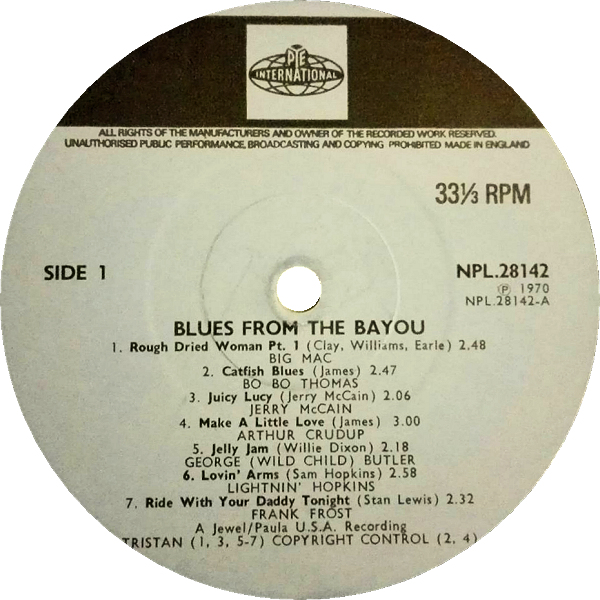 PYE
INTERNATIONAL
ALL RIGHTS OF THE MANUFACTURERS AND OWNER OF THE RECORDED WORK RESERVED.
UNAUTHORISED PUBLIC PERFORMANCE, BROADCASTING AND COPYING PROHIBITED MADE IN ENGLAND
33⅓ RPM
SIDE 1
NPL.28142
Ⓟ 1970
NPL.28142-A
BLUES FROM THE BAYOU
1. Rough Dried Woman Pt. 1 (Clay, Williams, Earle) 2.48
BIG MAC
2. Catfish Blues (James) 2.47
BO BO THOMAS
3. Juicy Lucy (Jerry McCain) 2.06
JERRY McCAIN
4. Make A Little Love (James) 3.00
ARTHUR CRUDUP
5. Jelly Jam (Willie Dixon) 2.18
GEORGE (WILD CHILD) BUTLER
6. Lovin' Arms (Sam Hopkins) 2.58
LIGHTNIN' HOPKINS
7. Ride With Your Daddy Tonight (Stan Lewis) 2.32
FRANK FROST
A Jewel/Paula U.S.A. Recording
TRISTAN (1, 3, 5-7) COPYRIGHT CONTROL (2, 4)